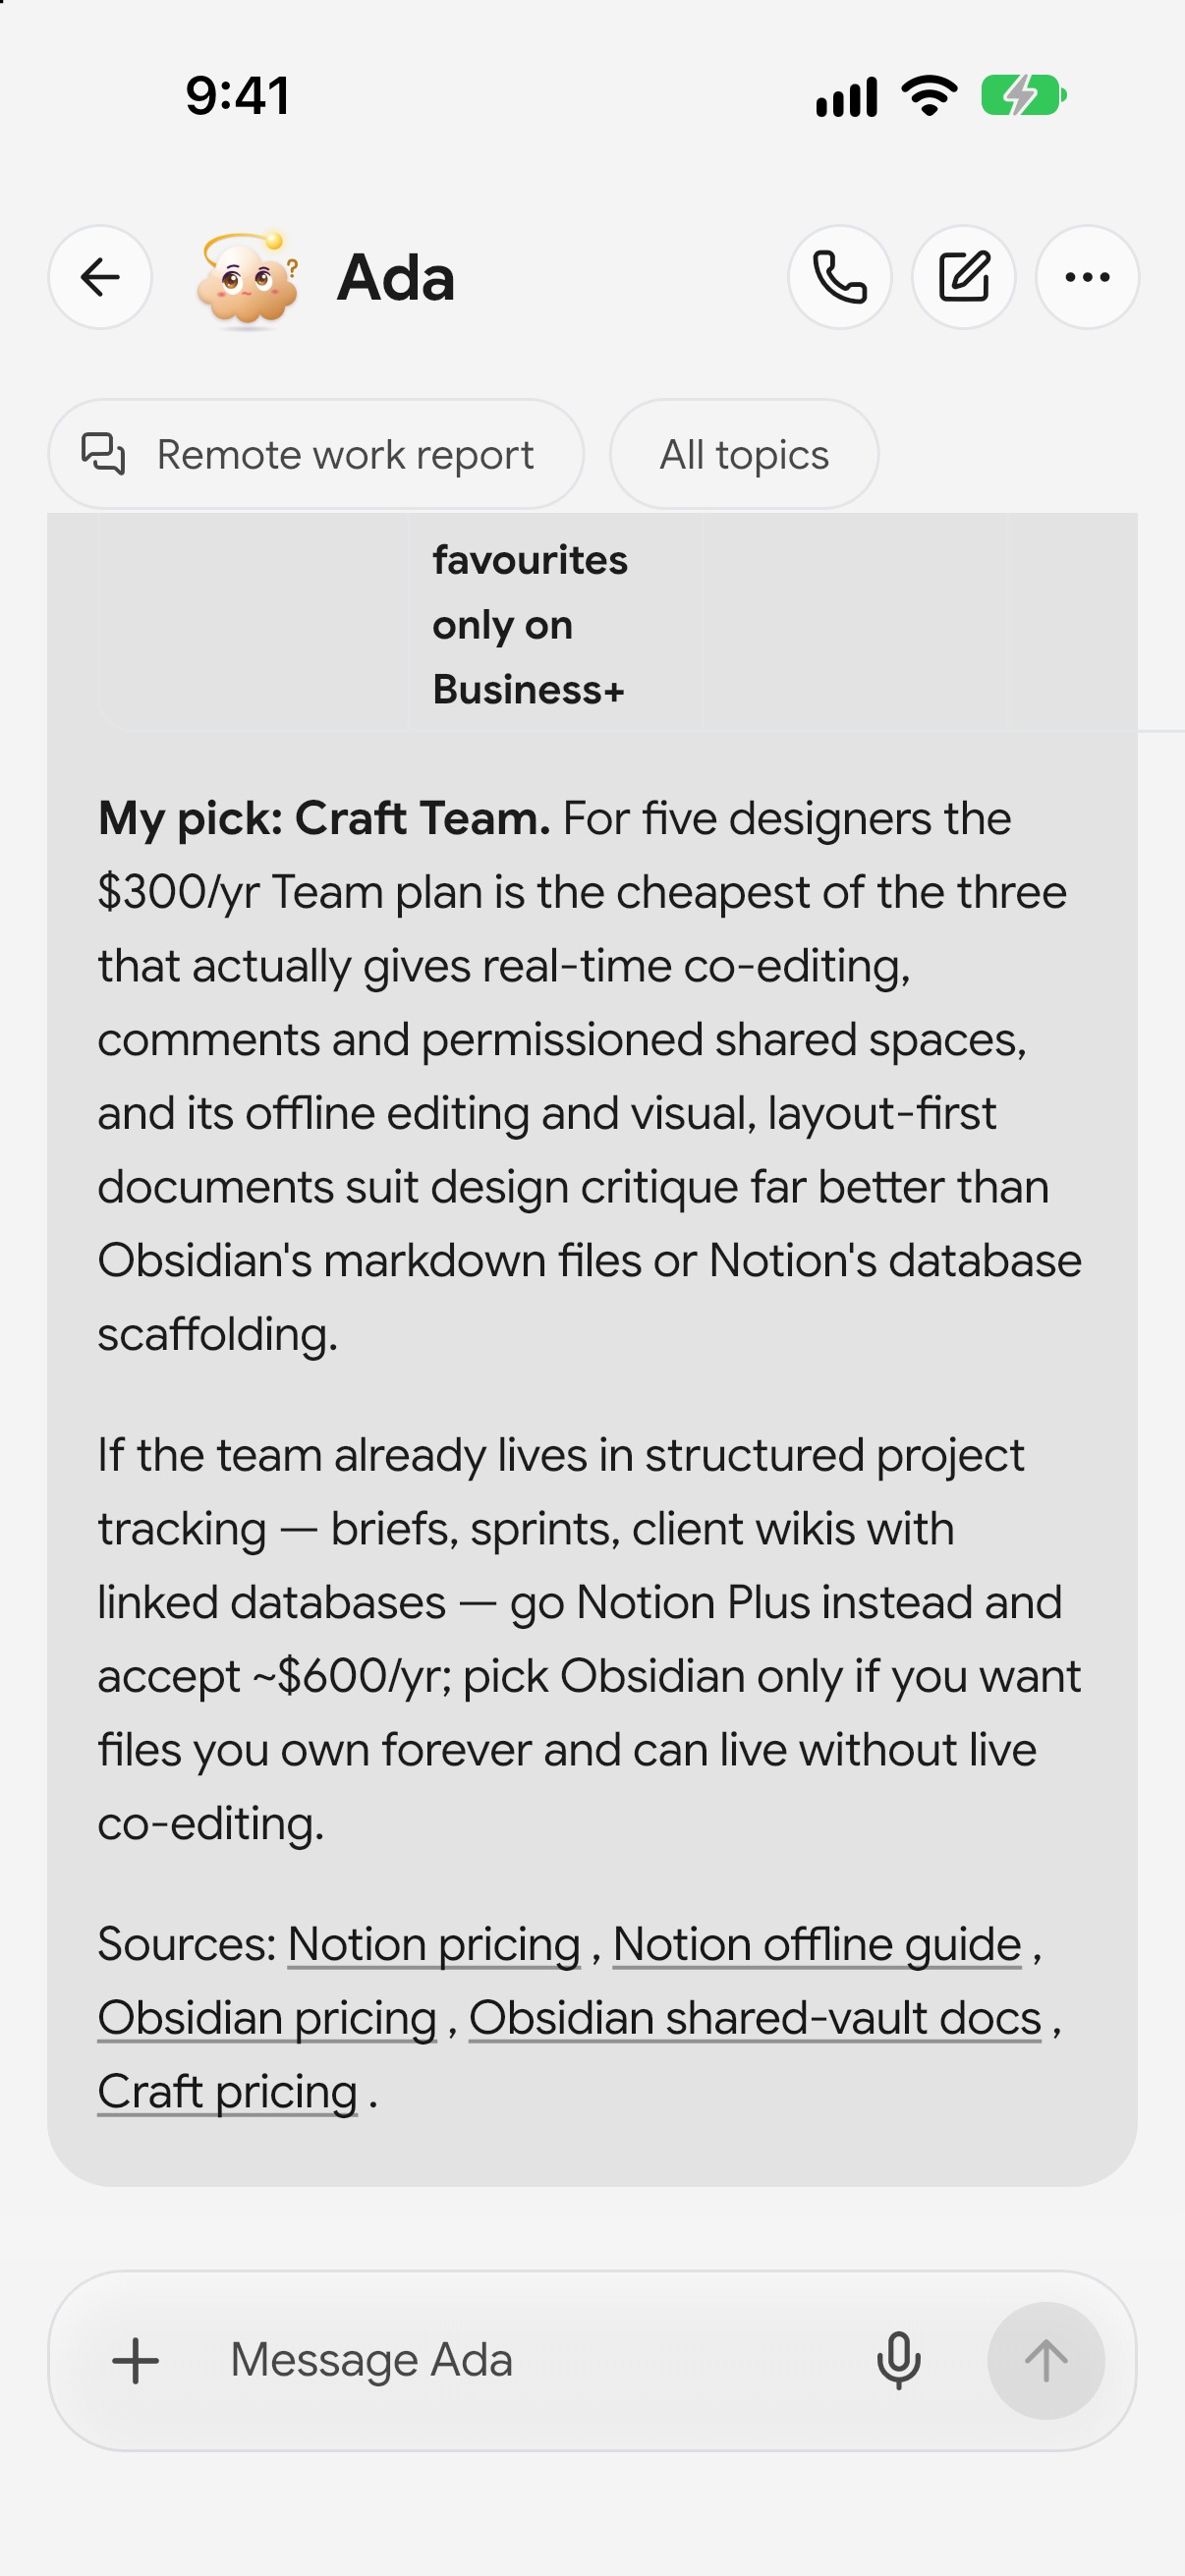 9:41
Ada
Remote work report
All topics
favourites
only on
Business+
My pick: Craft Team. For five designers the
$300/yr Team plan is the cheapest of the three
that actually gives real-time co-editing,
comments and permissioned shared spaces,
and its offline editing and visual, layout-first
documents suit design critique far better than
Obsidian's markdown files or Notion's database
scaffolding.
If the team already lives in structured project
tracking — briefs, sprints, client wikis with
linked databases — go Notion Plus instead and
accept ~$600/yr; pick Obsidian only if you want
files you own forever and can live without live
co-editing.
Sources: Notion pricing , Notion offline guide ,
Obsidian pricing , Obsidian shared-vault docs ,
Craft pricing .
Message Ada